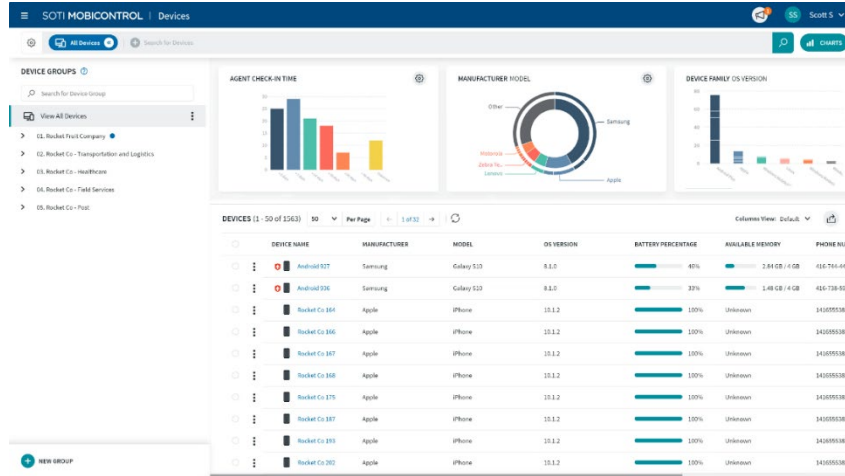 SOTI MOBICONTROL | Devices
SS Scott S
All Devices
Search for Devices
CHARTS
DEVICE GROUPS
Search for Device Group
View All Devices
01. Rocket Fruit Company
02. Rocket Co - Transportation and Logistics
03. Rocket Co - Healthcare
04. Rocket Co - Field Services
05. Rocket Co - Post
NEW GROUP
AGENT CHECK-IN TIME
MANUFACTURER MODEL
Other
Samsung
Motorola
Zebra Te...
Lenovo
Apple
DEVICE FAMILY OS VERSION
DEVICES (1 - 50 of 1563) 50 Per Page 1 of 32
Columns View: Default
DEVICE NAME MANUFACTURER MODEL OS VERSION BATTERY PERCENTAGE AVAILABLE MEMORY PHONE NU
Android 927 Samsung Galaxy S10 8.1.0 40% 2.84 GB / 4 GB
Android 936 Samsung Galaxy S10 8.1.0 1.48 GB / 4 GB
Rocket Co 164 Apple iPhone 10.1.2 100% Unknown
Rocket Co 166 Apple iPhone 10.1.2 100% Unknown
Rocket Co 167 Apple iPhone 10.1.2 100% Unknown
Rocket Co 168 Apple iPhone 10.1.2 100% Unknown
Rocket Co 175 Apple iPhone 10.1.2 100% Unknown
Rocket Co 187 Apple iPhone 10.1.2 100% Unknown
Rocket Co 193 Apple iPhone 10.1.2 100% Unknown
Rocket Co 202 Apple iPhone 10.1.2 100% Unknown